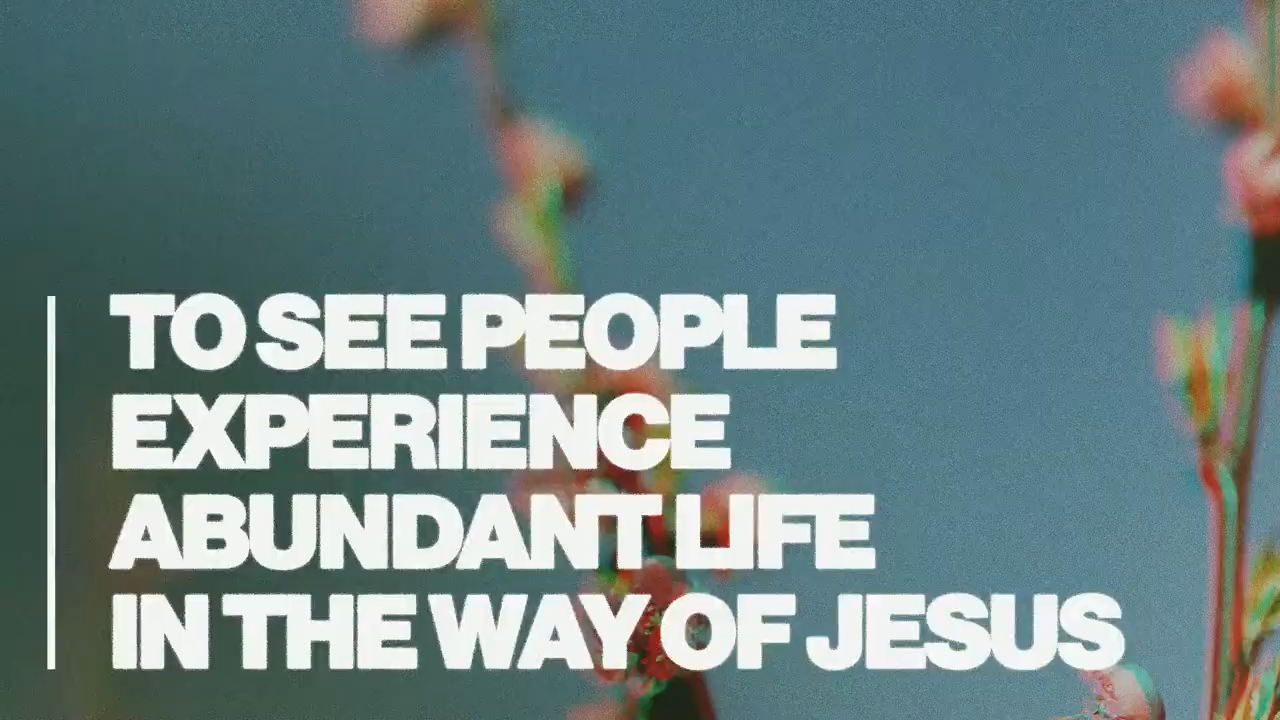 TO SEE PEOPLE
EXPERIENCE
ABUNDANT LIFE
IN THE WAY OF JESUS